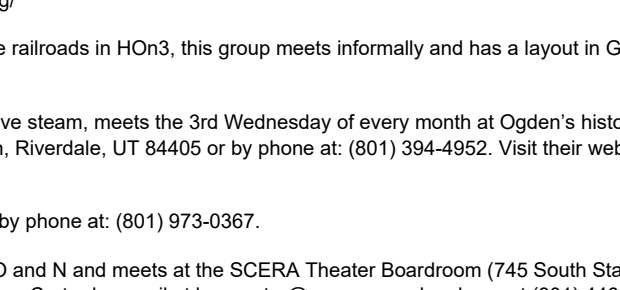 g/
railroads in HOn3, this group meets informally and has a layout in G
ve steam, meets the 3rd Wednesday of every month at Ogden's histo
, Riverdale, UT 84405 or by phone at: (801) 394-4952. Visit their web
by phone at: (801) 973-0367.
and N and meets at the SCERA Theater Boardroom (745 South Sta